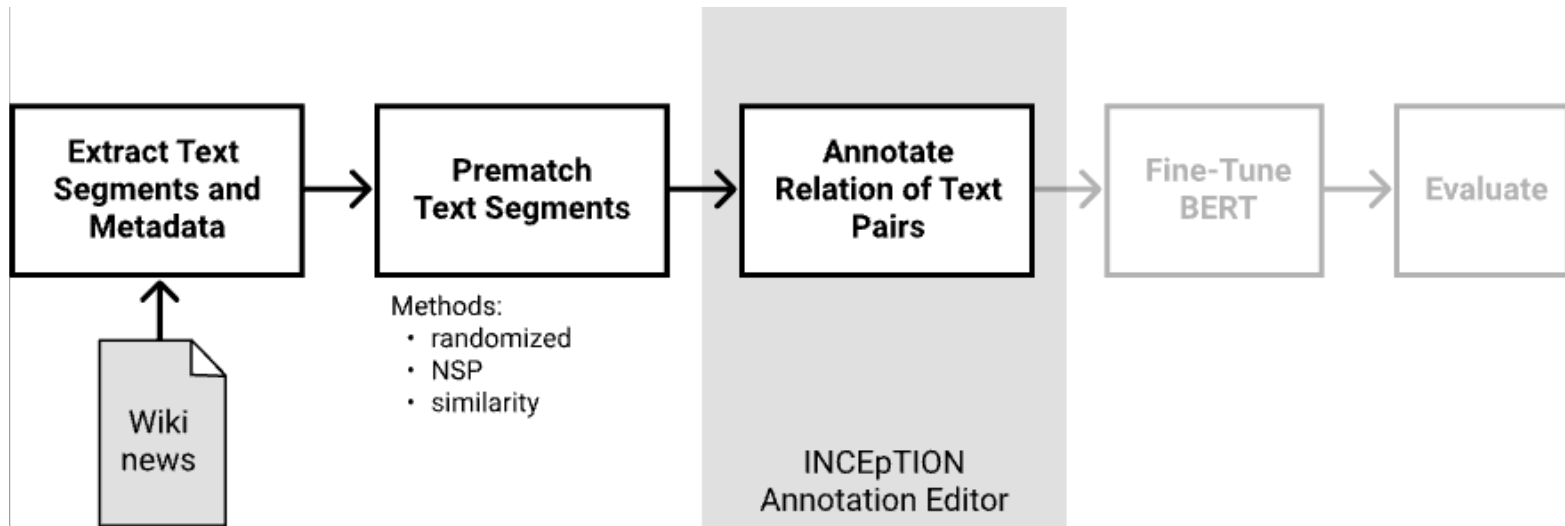 Extract Text
Segments and
Metadata
Prematch
Text Segments
Annotate
Relation of Text
Pairs
Fine-Tune
BERT
Evaluate
Methods:
• randomized
• NSP
• similarity
Wiki
news
INCEpTION
Annotation Editor